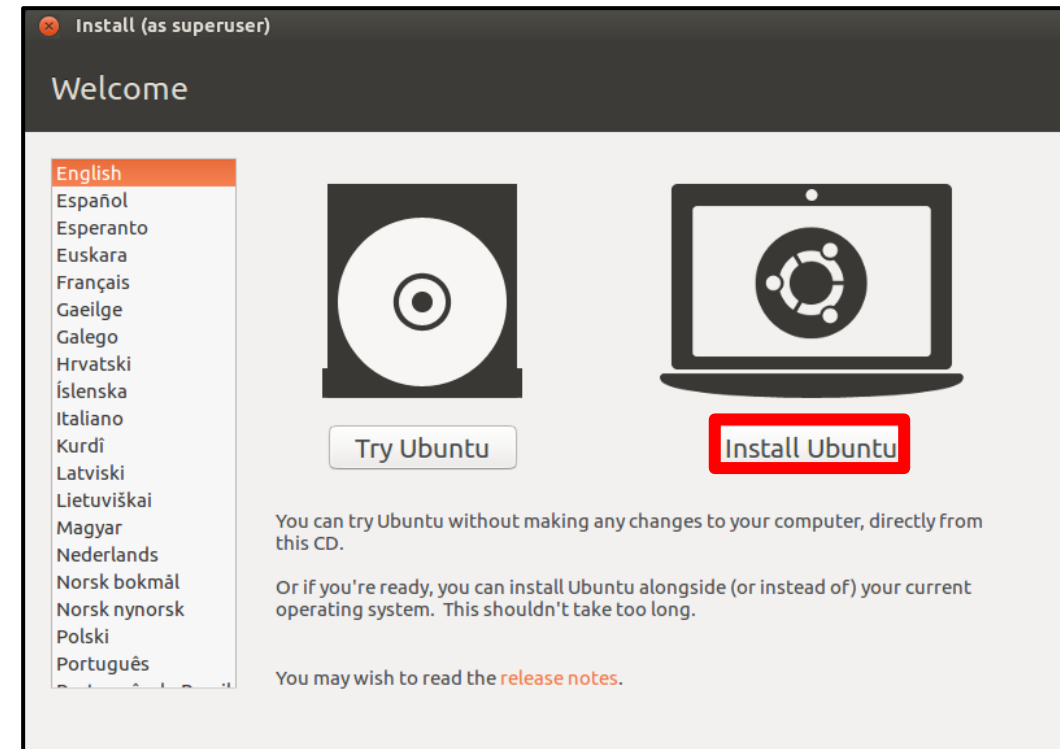 Install (as superuser)
Welcome
English
Español
Esperanto
Euskara
Français
Gaeilge
Galego
Hrvatski
Íslenska
Italiano
Kurdî
Latviski
Lietuviškai
Magyar
Nederlands
Norsk bokmål
Norsk nynorsk
Polski
Português
Try Ubuntu
Install Ubuntu
You can try Ubuntu without making any changes to your computer, directly from
this CD.
Or if you're ready, you can install Ubuntu alongside (or instead of) your current
operating system. This shouldn't take too long.
You may wish to read the release notes.